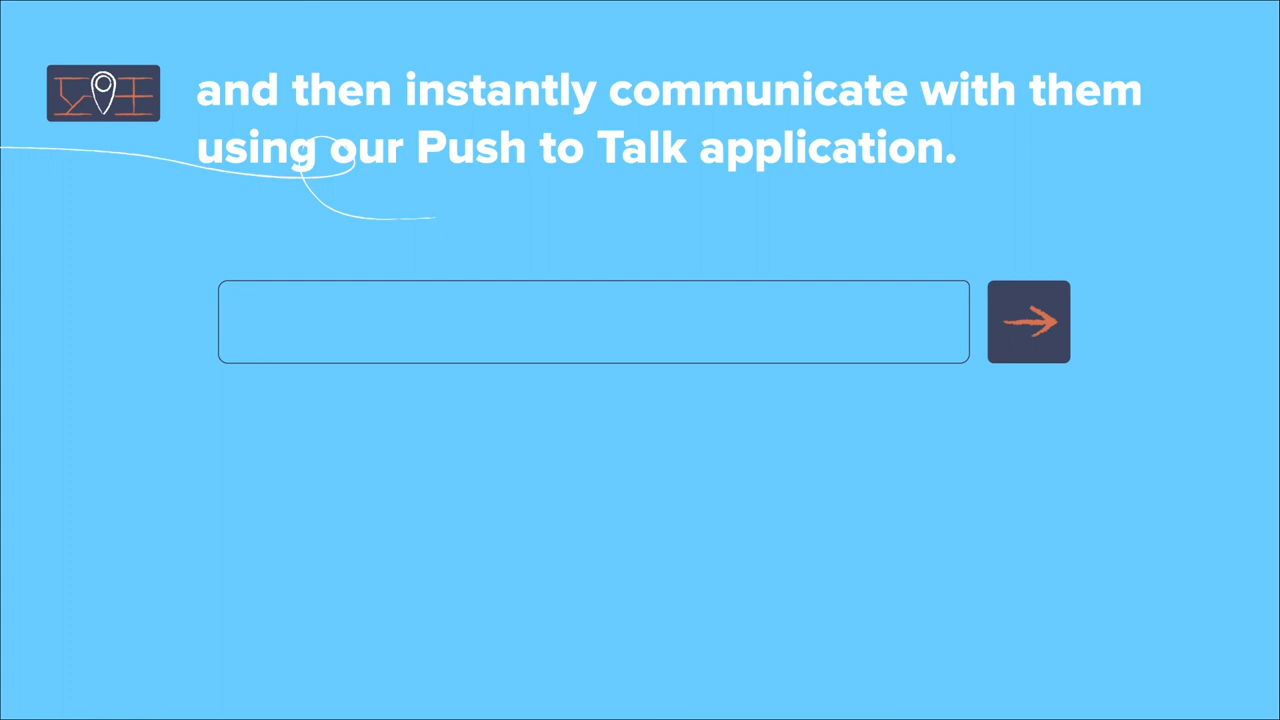 and then instantly communicate with them
using our Push to Talk application.